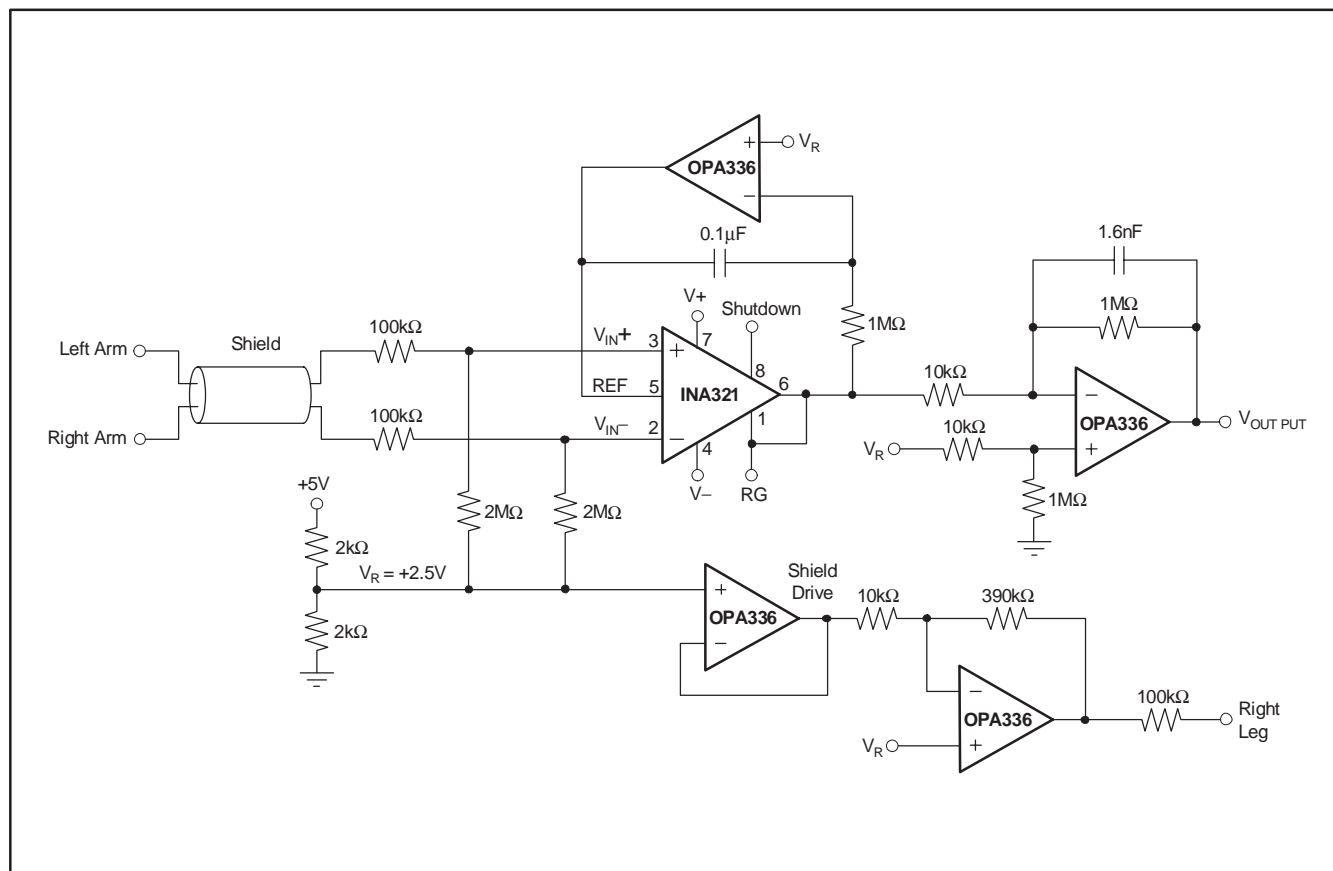 OPA336
+
−
V_R
0.1μF
1.6nF
V+
Shutdown
1MΩ
1MΩ
100kΩ
V_IN+
3
7
8
Left Arm
Shield
+
REF
5
INA321
6
10kΩ
−
OPA336
+
V_OUT PUT
100kΩ
V_IN−
2
−
1
4
Right Arm
V_R
10kΩ
V−
RG
+5V
2MΩ
2MΩ
1MΩ
2kΩ
V_R = +2.5V
Shield
Drive
+
OPA336
−
10kΩ
390kΩ
2kΩ
−
OPA336
+
V_R
100kΩ
Right
Leg